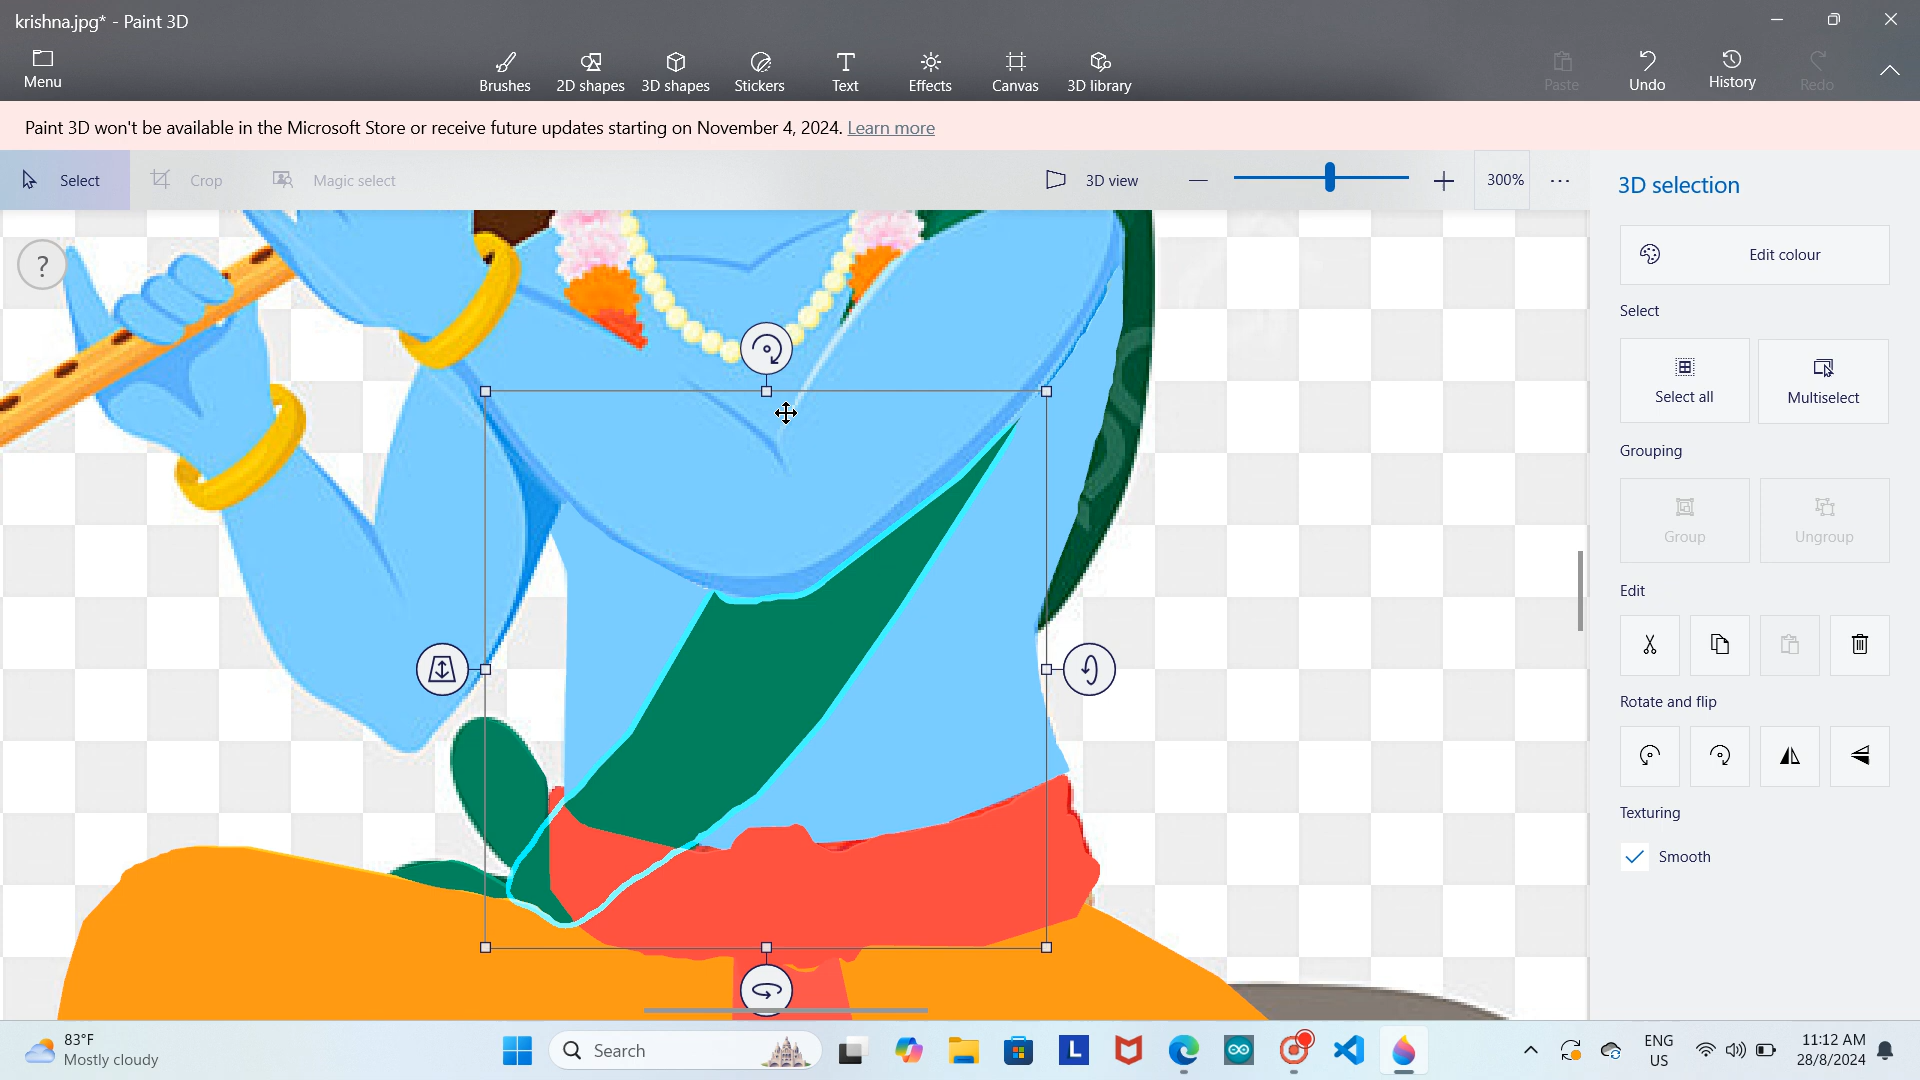 krishna.jpg* - Paint 3D
Menu
Brushes
2D shapes
3D shapes
Stickers
Text
Effects
Canvas
3D library
Paste
Undo
History
Redo
Paint 3D won't be available in the Microsoft Store or receive future updates starting on November 4, 2024. Learn more
Select
Crop
Magic select
3D view
300%
3D selection
?
Edit colour
Select
Select all
Multiselect
Grouping
Group
Ungroup
Edit
Rotate and flip
Texturing
Smooth
83°F
Mostly cloudy
Search
L
ENG
US
11:12 AM
28/8/2024